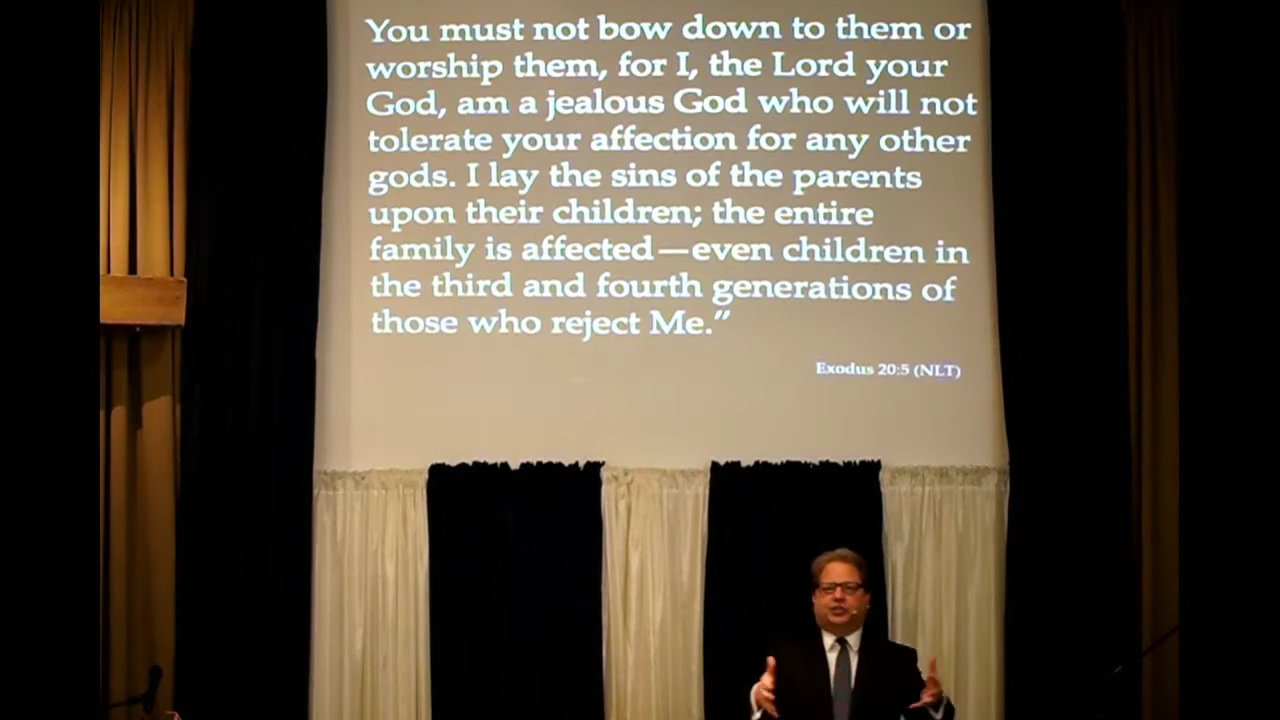 You must not bow down to them or
worship them, for I, the Lord your
God, am a jealous God who will not
tolerate your affection for any other
gods. I lay the sins of the parents
upon their children; the entire
family is affected—even children in
the third and fourth generations of
those who reject Me.”
Exodus 20:5 (NLT)